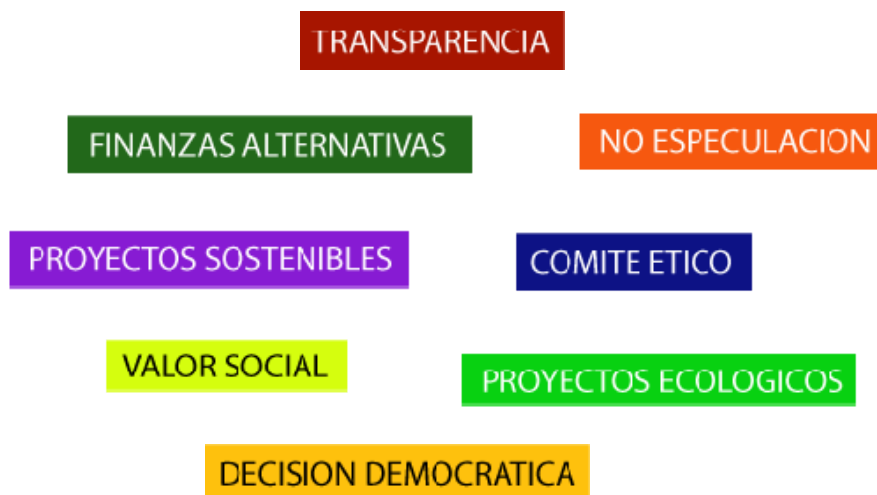 TRANSPARENCIA
FINANZAS ALTERNATIVAS
NO ESPECULACION
PROYECTOS SOSTENIBLES
COMITE ETICO
VALOR SOCIAL
PROYECTOS ECOLOGICOS
DECISION DEMOCRATICA